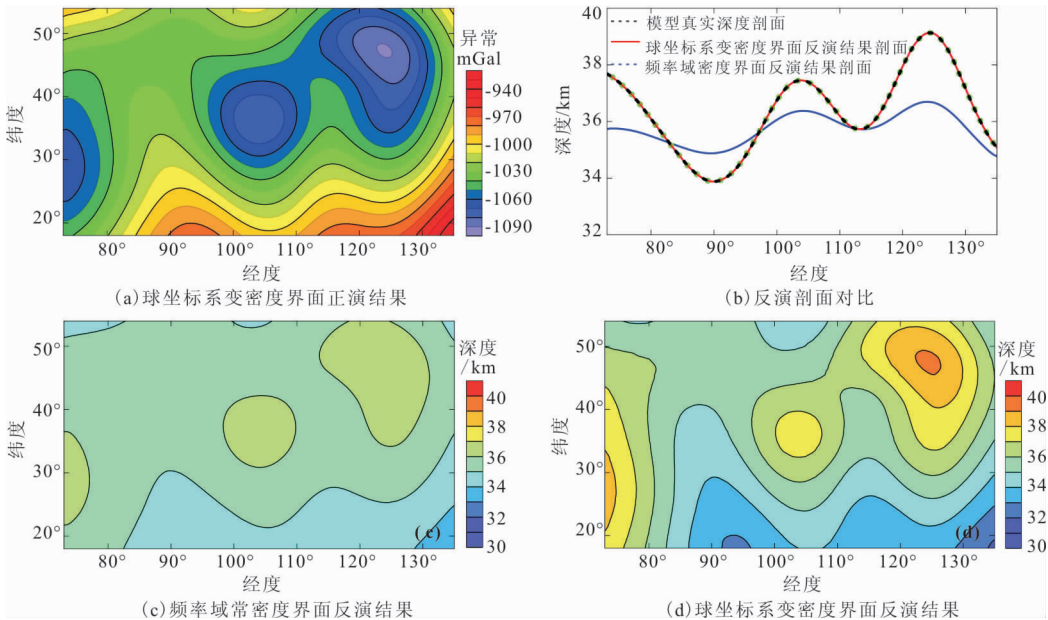 50°
40°
30°
20°
纬度
80°
90°
100°
110°
120°
130°
经度
异常
mGal
-940
-970
-1000
-1030
-1060
-1090
(a)球坐标系变密度界面正演结果
40
38
36
34
32
深度/km
模型真实深度剖面
球坐标系变密度界面反演结果剖面
频率域密度界面反演结果剖面
80°
90°
100°
110°
120°
130°
经度
(b)反演剖面对比
50°
40°
30°
20°
纬度
(c)
80°
90°
100°
110°
120°
130°
经度
深度
/km
40
38
36
34
32
30
(c)频率域常密度界面反演结果
50°
40°
30°
20°
纬度
(d)
80°
90°
100°
110°
120°
130°
经度
深度
/km
40
38
36
34
32
30
(d)球坐标系变密度界面反演结果